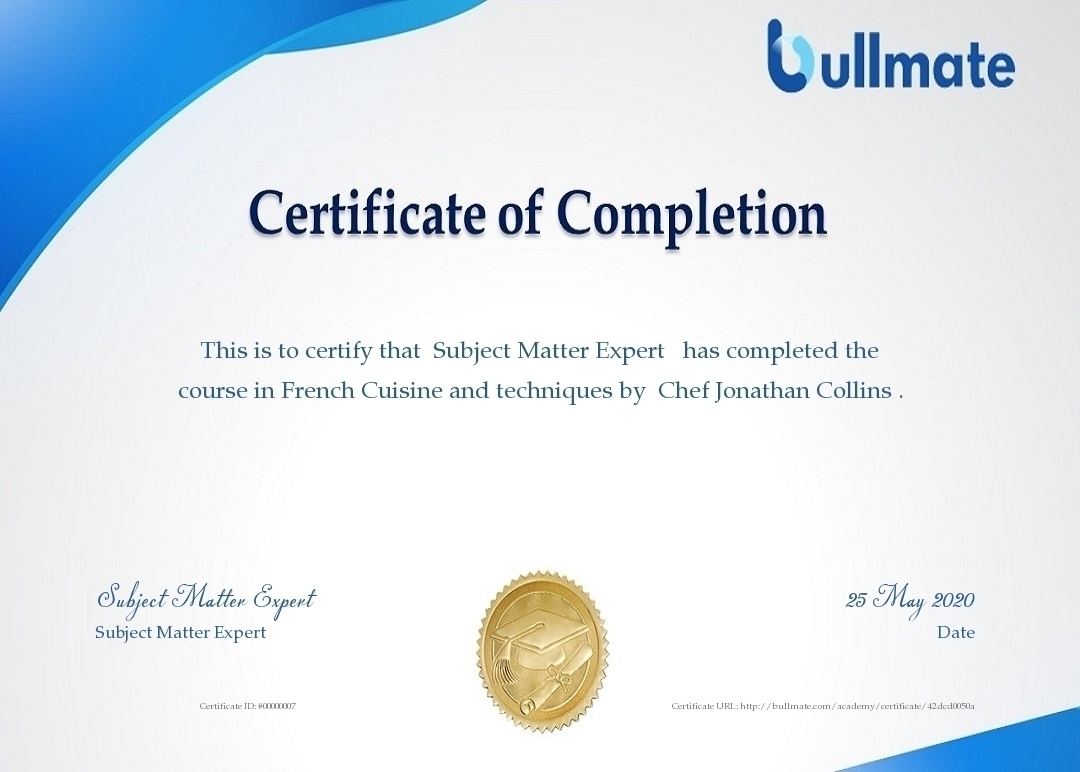 bullmate
Certificate of Completion
This is to certify that Subject Matter Expert has completed the
course in French Cuisine and techniques by Chef Jonathan Collins .
Subject Matter Expert
25 May 2020
Subject Matter Expert
Date
Certificate ID: #00000007
Certificate URL: http://bullmate.com/academy/certificate/42dcd0050a